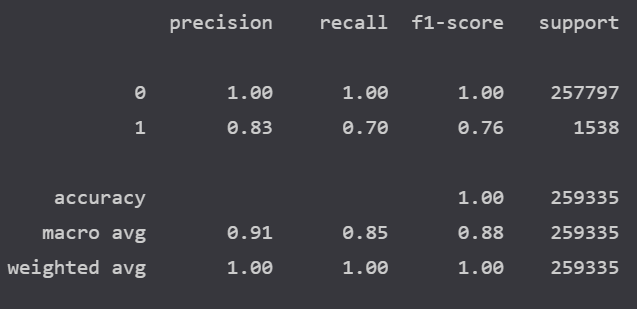 precision recall f1-score support
0 1.00 1.00 1.00 257797
1 0.83 0.70 0.76 1538
accuracy 1.00 259335
macro avg 0.91 0.85 0.88 259335
weighted avg 1.00 1.00 1.00 259335